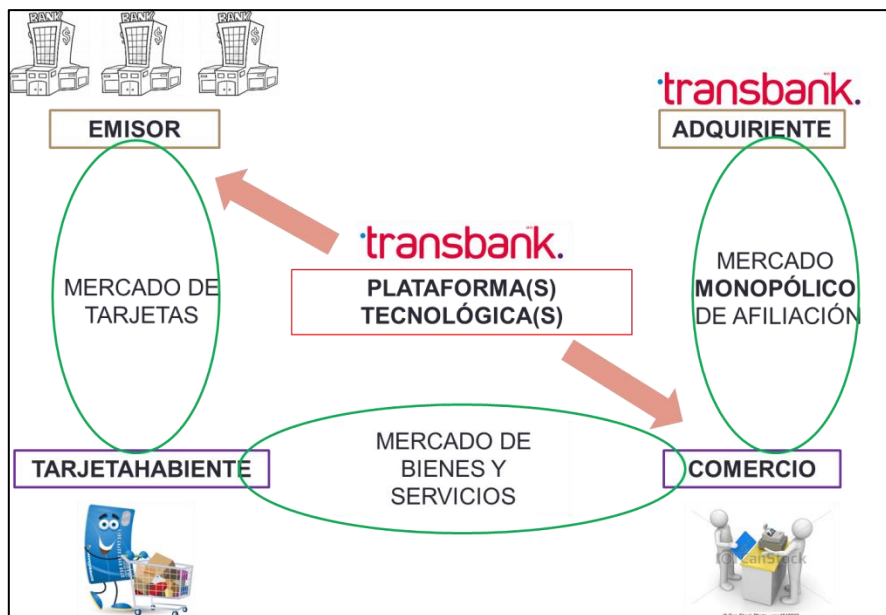 BANK
BANK
BANK
transbank.
EMISOR
ADQUIRIENTE
transbank.
PLATAFORMA(S)
TECNOLÓGICA(S)
MERCADO DE
TARJETAS
MERCADO
MONOPÓLICO
DE AFILIACIÓN
MERCADO DE
BIENES Y
SERVICIOS
TARJETAHABIENTE
COMERCIO
CanStock